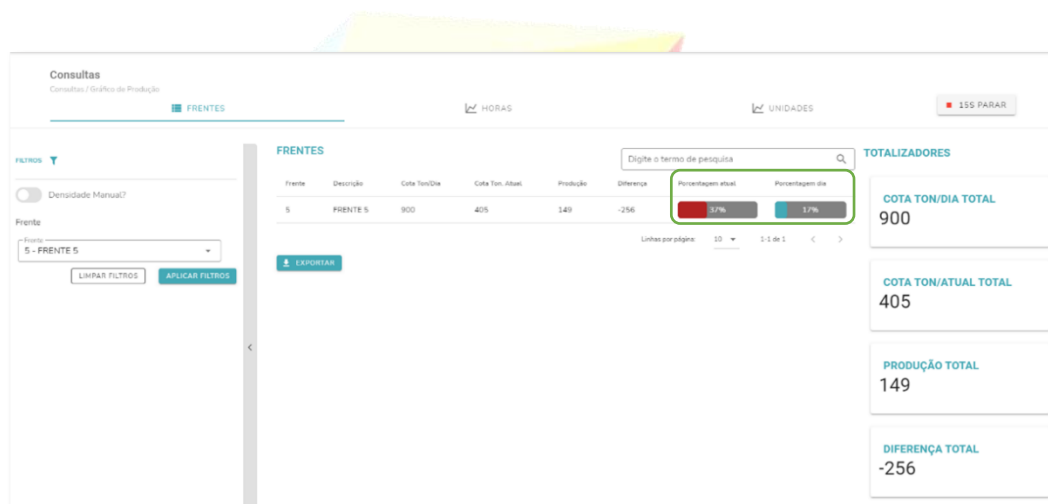 Consultas
Consultas / Gráfico de Produção
FRENTES
HORAS
UNIDADES
15S PARAR
FILTROS
Densidade Manual?
Frente
Frente
5 - FRENTE 5
LIMPAR FILTROS APLICAR FILTROS
FRENTES
Digite o termo de pesquisa
Frente Descrição Cota Ton/Dia Cota Ton. Atual Produção Diferença Porcentagem atual Porcentagem dia
5 FRENTE 5 900 405 149 -256 37% 17%
Linhas por página: 10 1-1 de 1
EXPORTAR
TOTALIZADORES
COTA TON/DIA TOTAL
900
COTA TON/ATUAL TOTAL
405
PRODUÇÃO TOTAL
149
DIFERENÇA TOTAL
-256